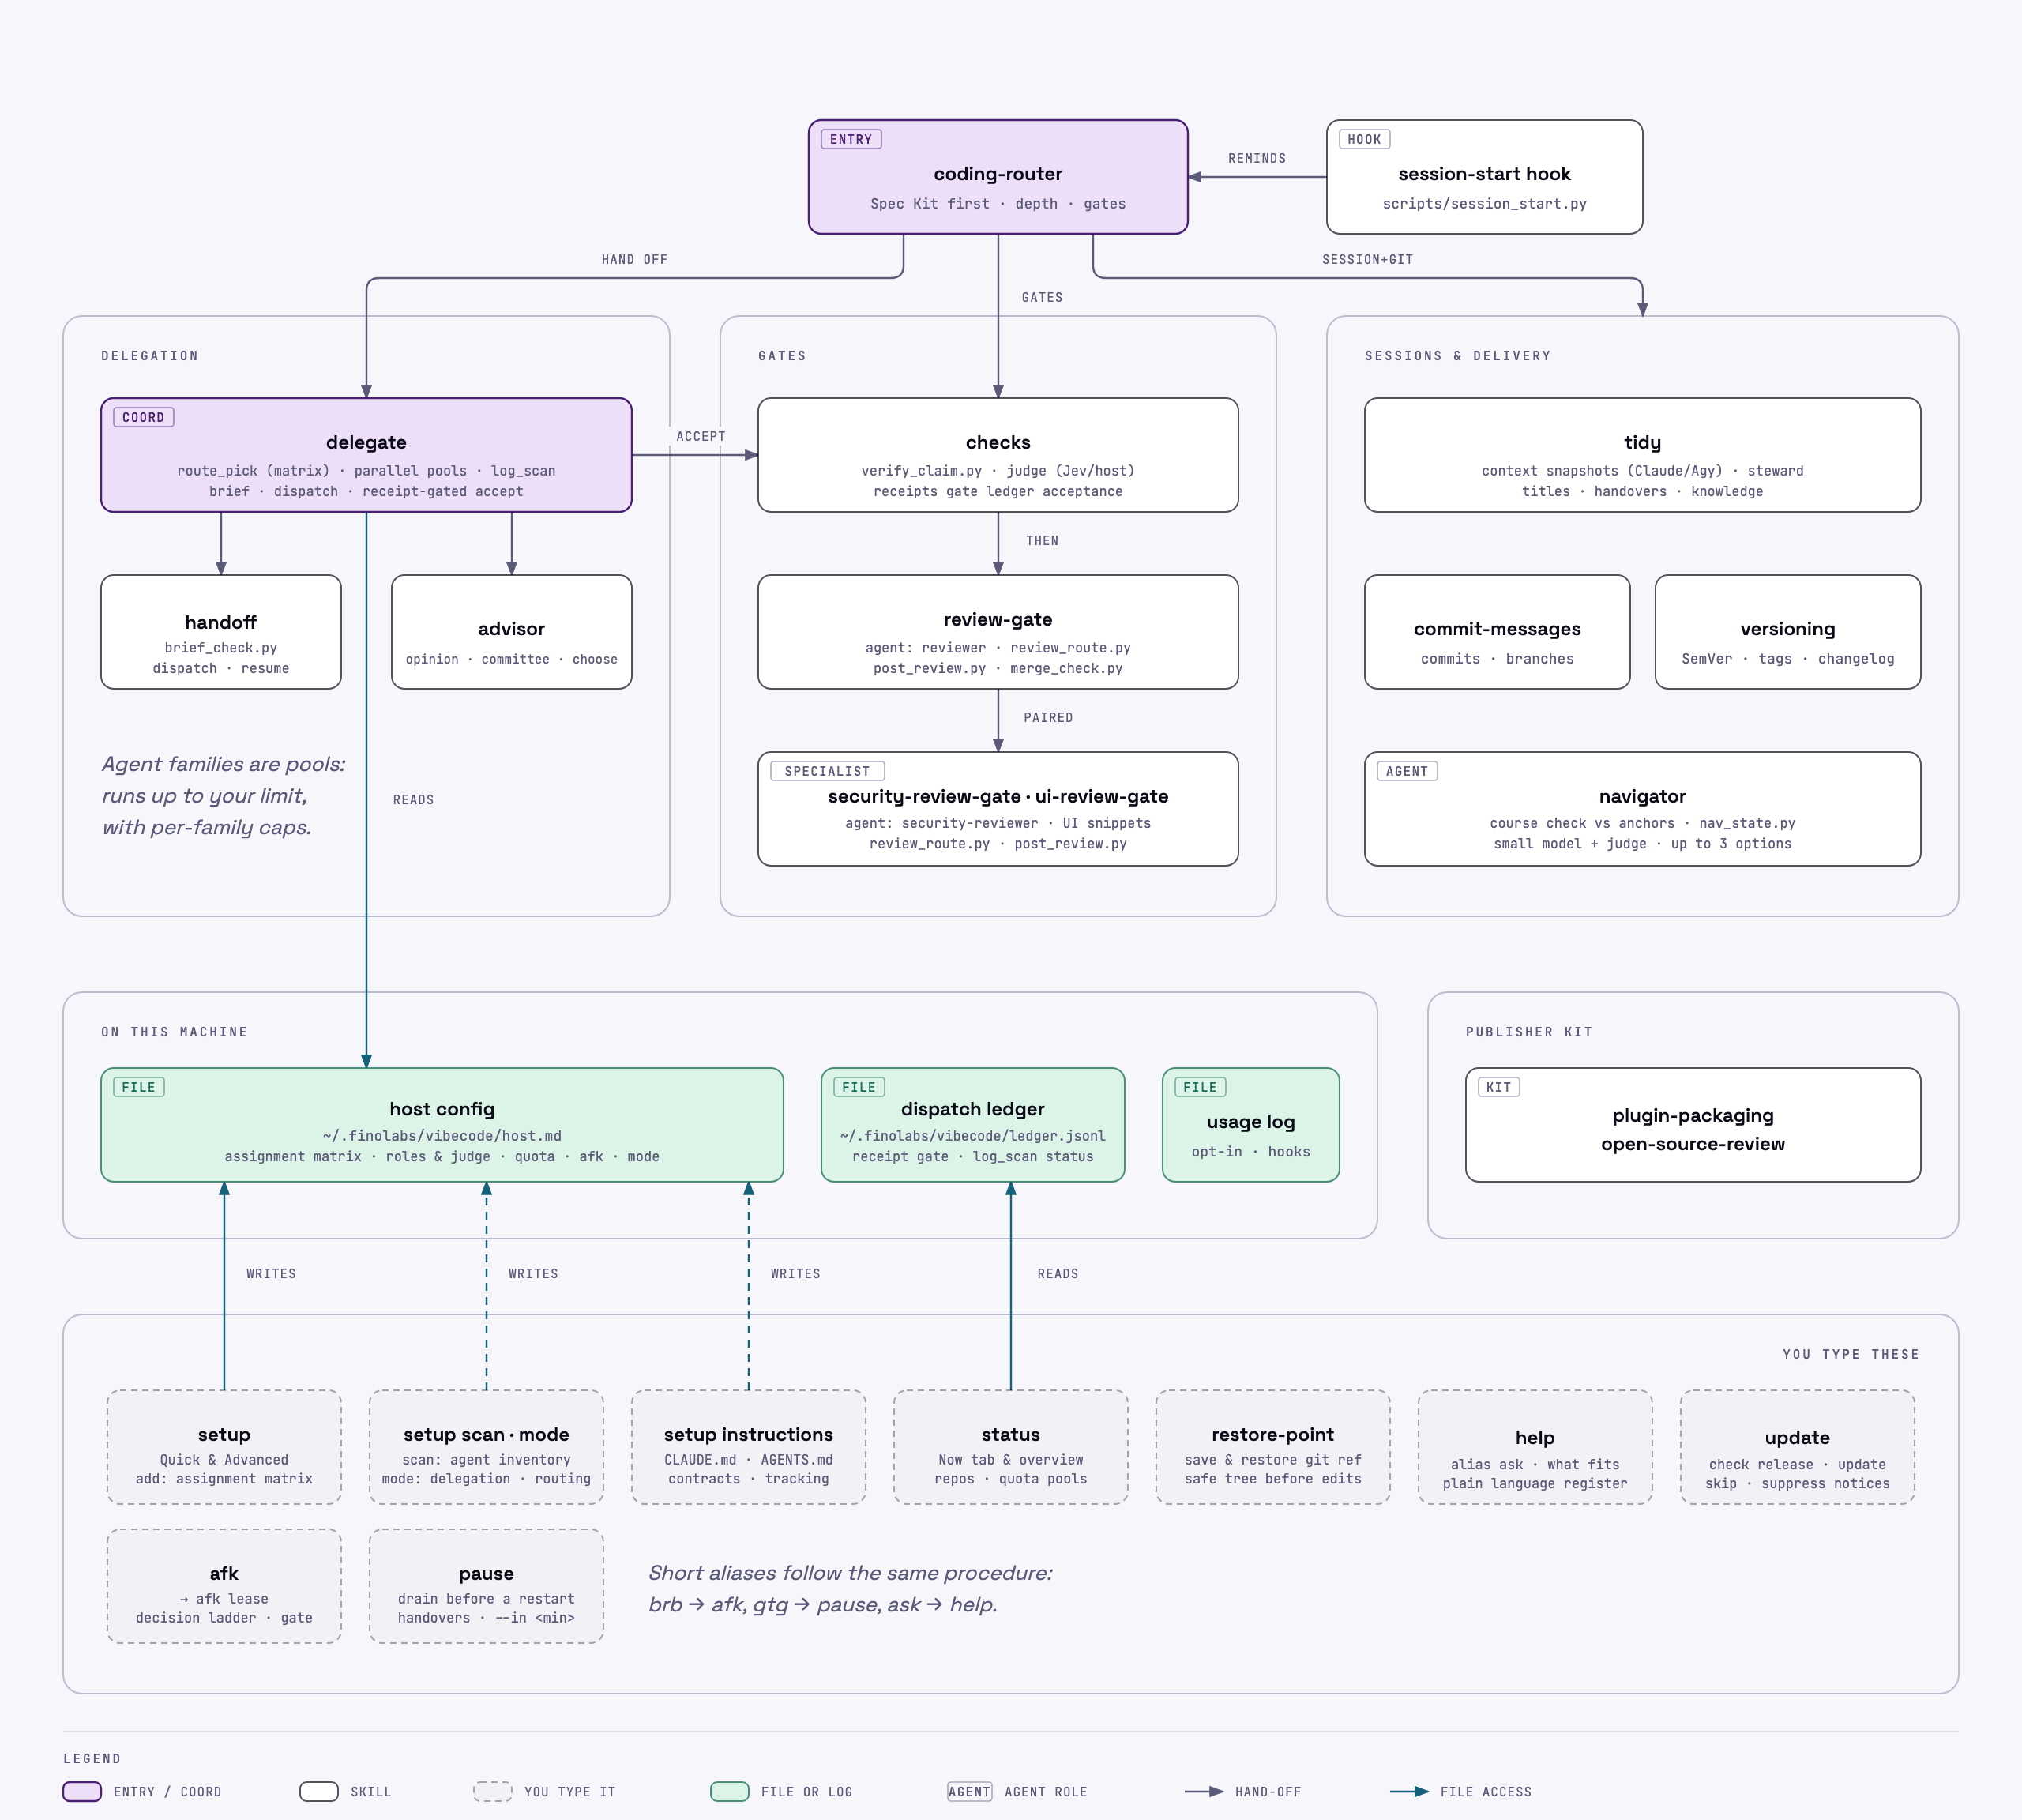 ENTRY
coding-router
Spec Kit first · depth · gates
REMINDS
HOOK
session-start hook
scripts/session_start.py
HAND OFF
GATES
SESSION+GIT
DELEGATION
COORD
delegate
route_pick (matrix) · parallel pools · log_scan
brief · dispatch · receipt-gated accept
ACCEPT
handoff
brief_check.py
dispatch · resume
advisor
opinion · committee · choose
Agent families are pools:
runs up to your limit,
with per-family caps.
READS
GATES
checks
verify_claim.py · judge (Jev/host)
receipts gate ledger acceptance
THEN
review-gate
agent: reviewer · review_route.py
post_review.py · merge_check.py
PAIRED
SPECIALIST
security-review-gate · ui-review-gate
agent: security-reviewer · UI snippets
review_route.py · post_review.py
SESSIONS & DELIVERY
tidy
context snapshots (Claude/Agy) · steward
titles · handovers · knowledge
commit-messages
commits · branches
versioning
SemVer · tags · changelog
AGENT
navigator
course check vs anchors · nav_state.py
small model + judge · up to 3 options
ON THIS MACHINE
FILE
host config
~/.finolabs/vibecode/host.md
assignment matrix · roles & judge · quota · afk · mode
FILE
dispatch ledger
~/.finolabs/vibecode/ledger.jsonl
receipt gate · log_scan status
FILE
usage log
opt-in · hooks
PUBLISHER KIT
KIT
plugin-packaging
open-source-review
WRITES
WRITES
WRITES
READS
YOU TYPE THESE
setup
Quick & Advanced
add: assignment matrix
setup scan · mode
scan: agent inventory
mode: delegation · routing
setup instructions
CLAUDE.md · AGENTS.md
contracts · tracking
status
Now tab & overview
repos · quota pools
restore-point
save & restore git ref
safe tree before edits
help
alias ask · what fits
plain language register
update
check release · update
skip · suppress notices
afk
→ afk lease
decision ladder · gate
pause
drain before a restart
handovers · --in <min>
Short aliases follow the same procedure:
brb → afk, gtg → pause, ask → help.
LEGEND
ENTRY / COORD
SKILL
YOU TYPE IT
FILE OR LOG
AGENT
AGENT ROLE
HAND-OFF
FILE ACCESS